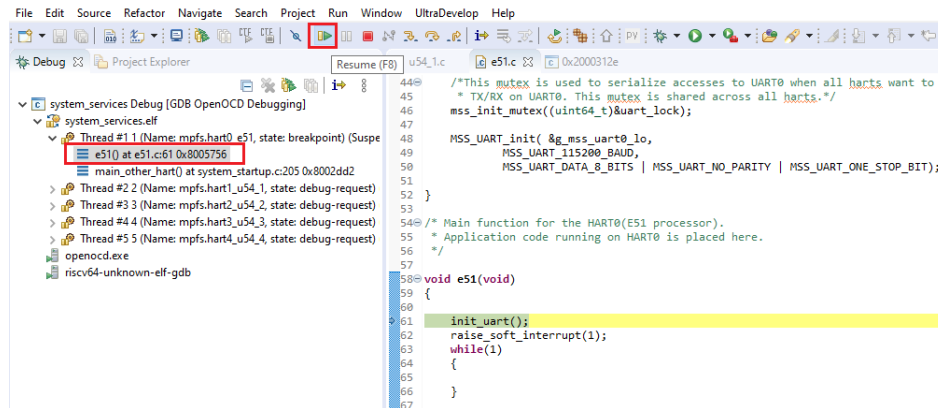 File Edit Source Refactor Navigate Search Project Run Window UltraDevelop Help
Debug Project Explorer
Resume (F8)
u54_1.c e51.c 0x2000312e
system_services Debug [GDB OpenOCD Debugging]
system_services.elf
Thread #1 1 (Name: mpfs.hart0_e51, state: breakpoint) (Suspe
e51() at e51.c:61 0x8005756
main_other_hart() at system_startup.c:205 0x8002dd2
Thread #2 2 (Name: mpfs.hart1_u54_1, state: debug-request)
Thread #3 3 (Name: mpfs.hart2_u54_2, state: debug-request)
Thread #4 4 (Name: mpfs.hart3_u54_3, state: debug-request)
Thread #5 5 (Name: mpfs.hart4_u54_4, state: debug-request)
openocd.exe
riscv64-unknown-elf-gdb
44 /*This mutex is used to serialize accesses to UART0 when all harts want to
45 * TX/RX on UART0. This mutex is shared across all harts.*/
46 mss_init_mutex((uint64_t)&uart_lock);
47
48 MSS_UART_init( &g_mss_uart0_lo,
49 MSS_UART_115200_BAUD,
50 MSS_UART_DATA_8_BITS | MSS_UART_NO_PARITY | MSS_UART_ONE_STOP_BIT);
51
52 }
53
54 /* Main function for the HART0(E51 processor).
55 * Application code running on HART0 is placed here.
56 */
57
58 void e51(void)
59 {
60
61 init_uart();
62 raise_soft_interrupt(1);
63 while(1)
64 {
65
66 }
67